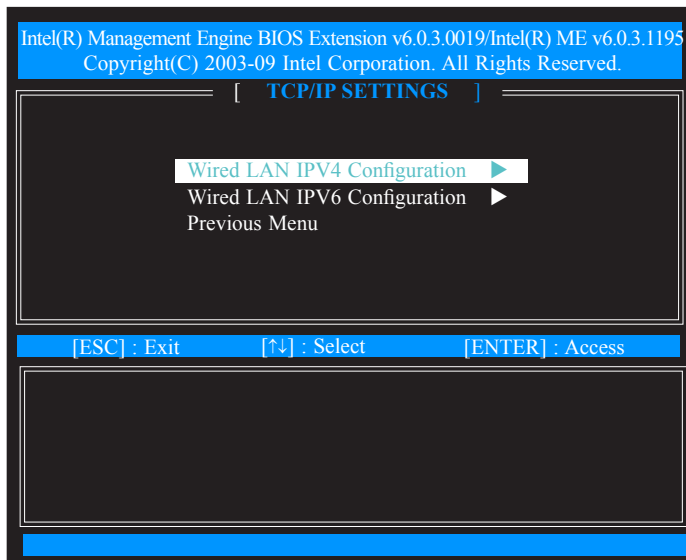 Intel(R) Management Engine BIOS Extension v6.0.3.0019/Intel(R) ME v6.0.3.1195
Copyright(C) 2003-09 Intel Corporation. All Rights Reserved.
[ TCP/IP SETTINGS ]
Wired LAN IPV4 Configuration ▶
Wired LAN IPV6 Configuration ▶
Previous Menu
[ESC] : Exit [↑↓] : Select [ENTER] : Access